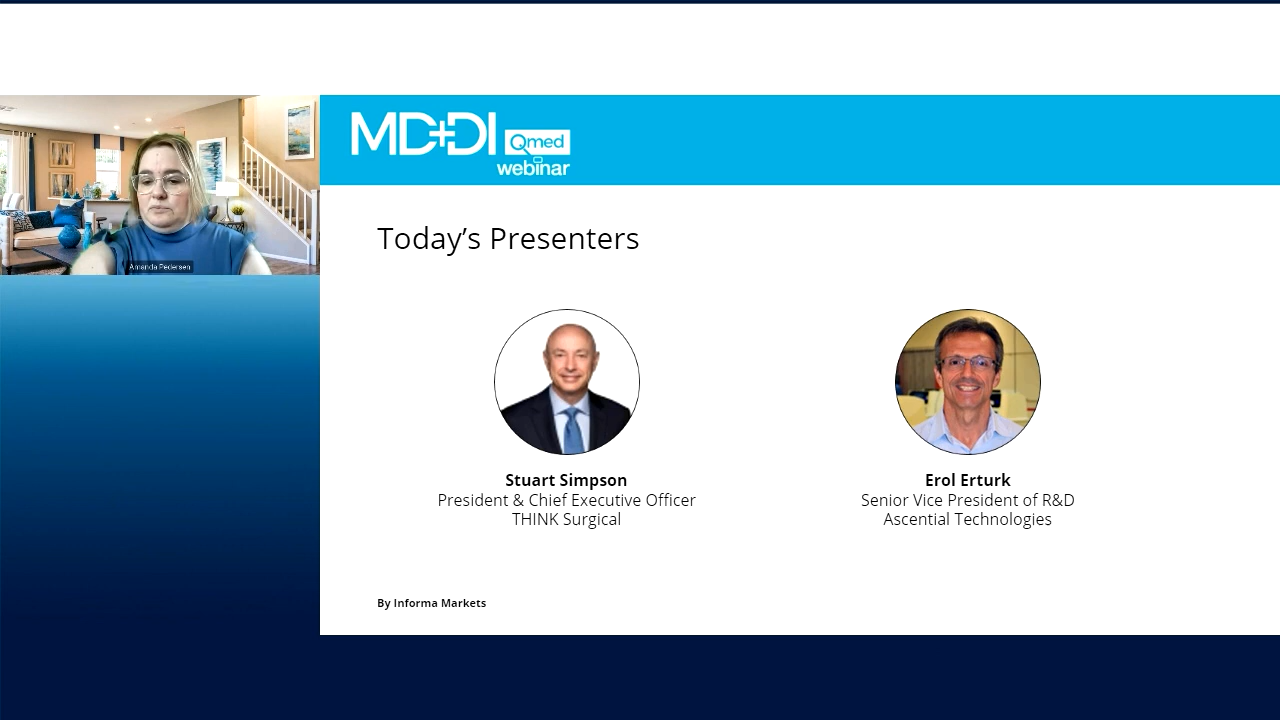 MD+DI
Qmed
webinar
Today’s Presenters
Amanda Pedersen
Stuart Simpson
President & Chief Executive Officer
THINK Surgical
Erol Erturk
Senior Vice President of R&D
Ascential Technologies
By Informa Markets